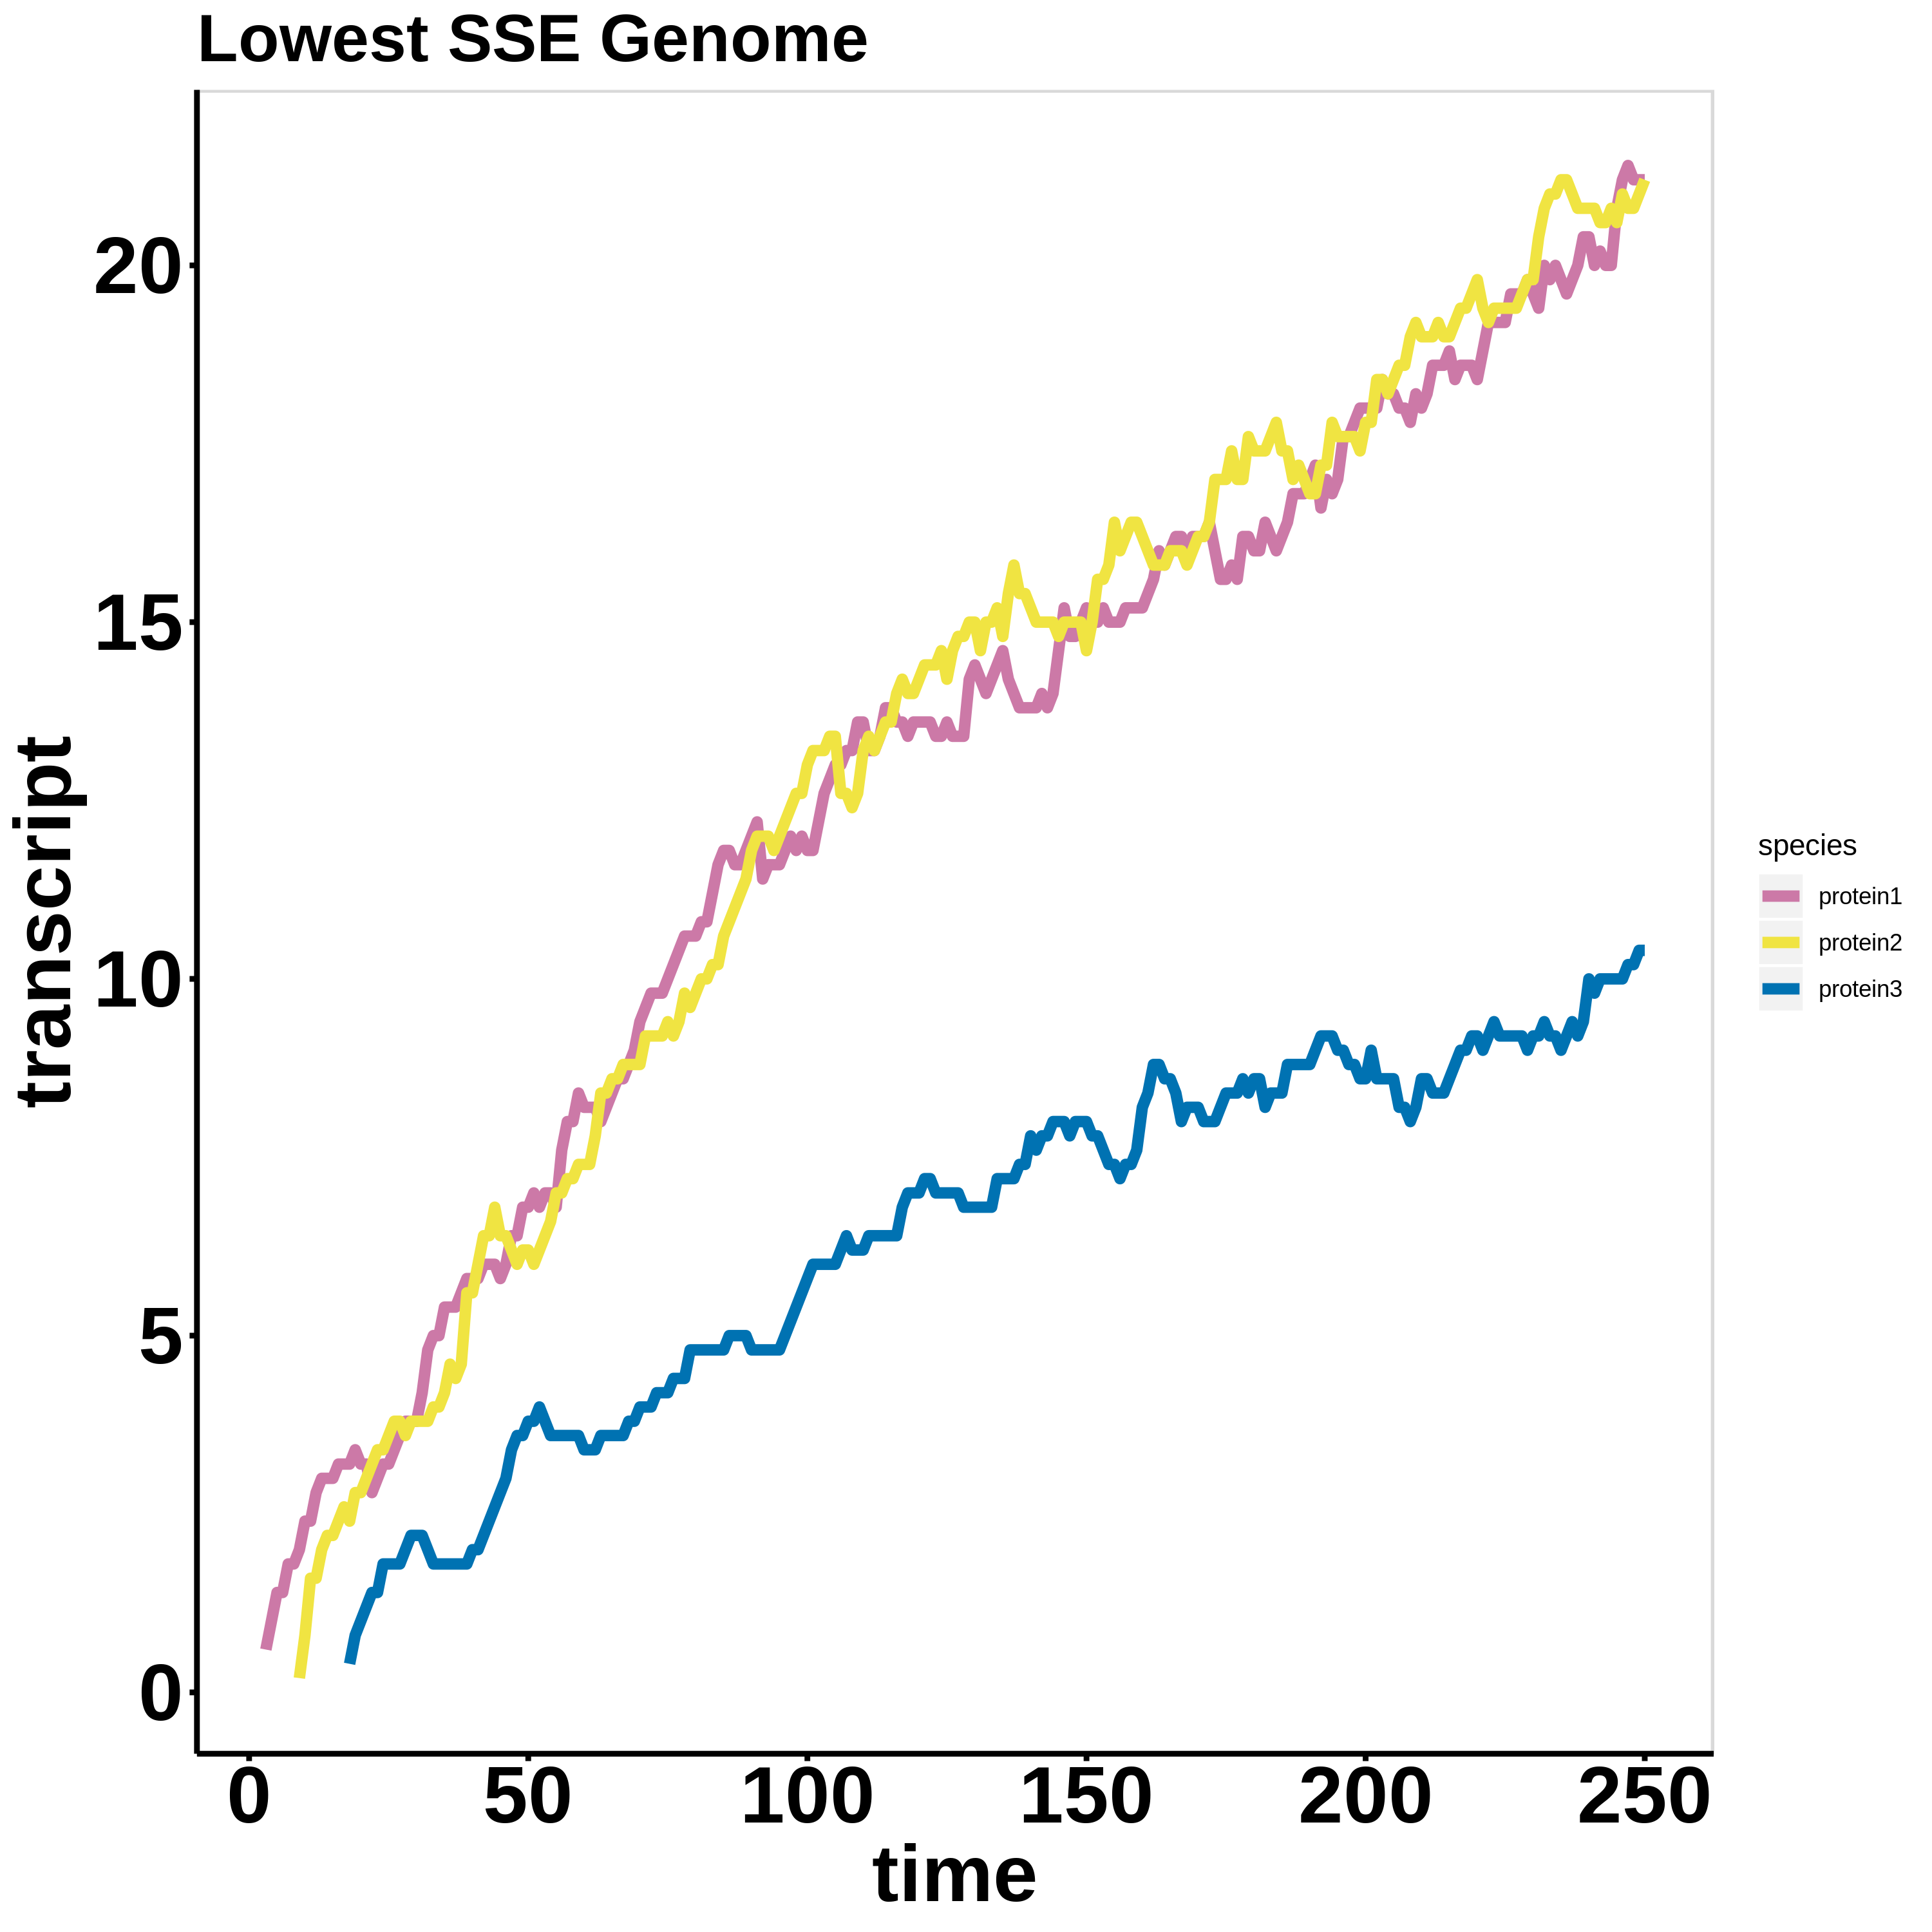 Lowest SSE Genome
transcript
20
15
10
5
0
0 50 100 150 200 250
time
species
protein1
protein2
protein3